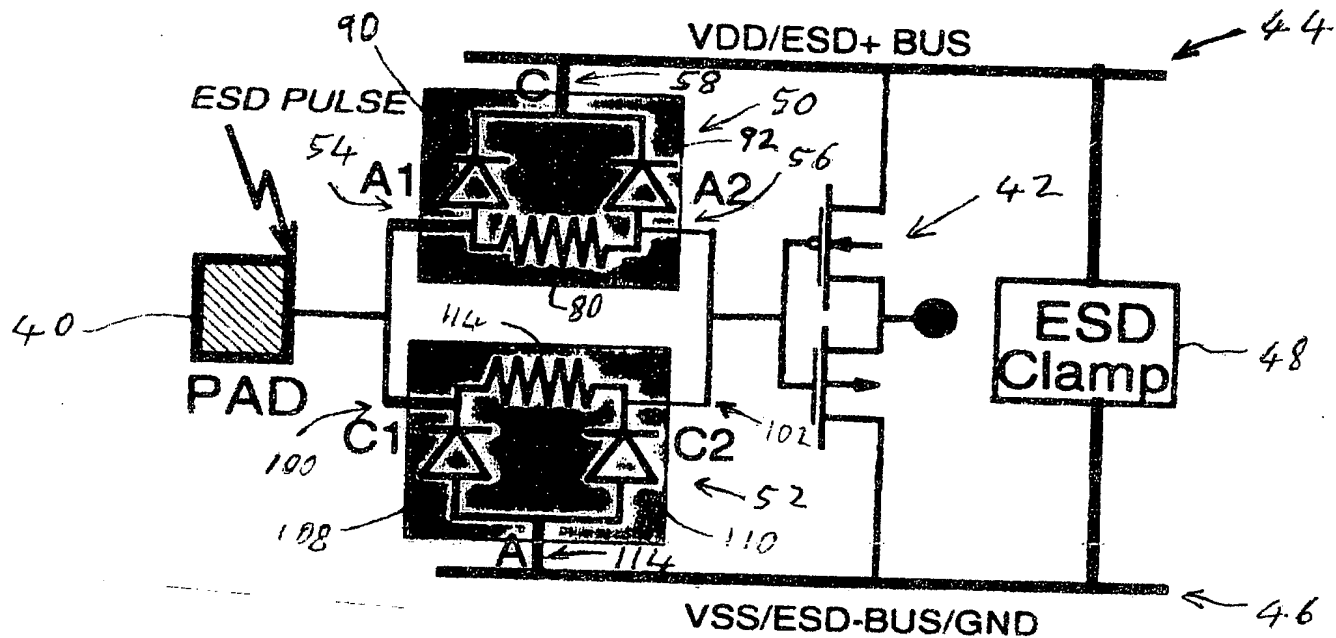 90
VDD/ESD+ BUS
44
C
58
ESD PULSE
50
92
54
A1
A2
56
42
80
40
PAD
114
ESD
Clamp
48
100
C1
C2
102
52
108
110
A
114
VSS/ESD-BUS/GND
46